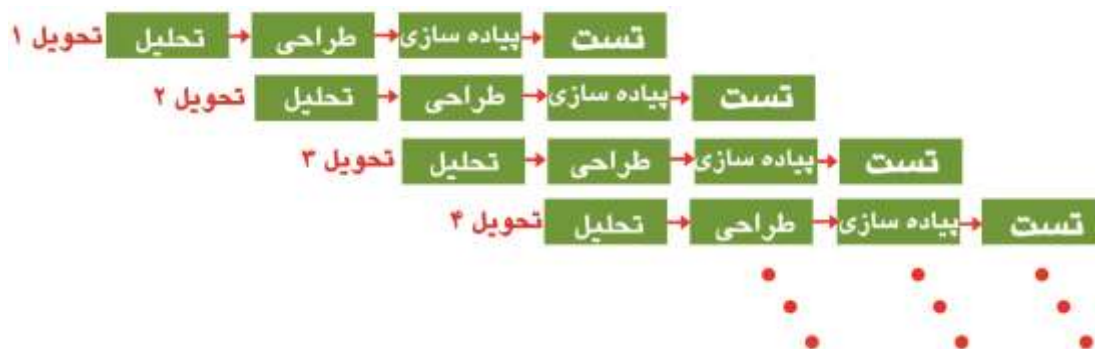 تحویل ۱ تحلیل طراحی پیاده سازی تست
تحویل ۲ تحلیل طراحی پیاده سازی تست
تحویل ۳ تحلیل طراحی پیاده سازی تست
تحویل ۴ تحلیل طراحی پیاده سازی تست